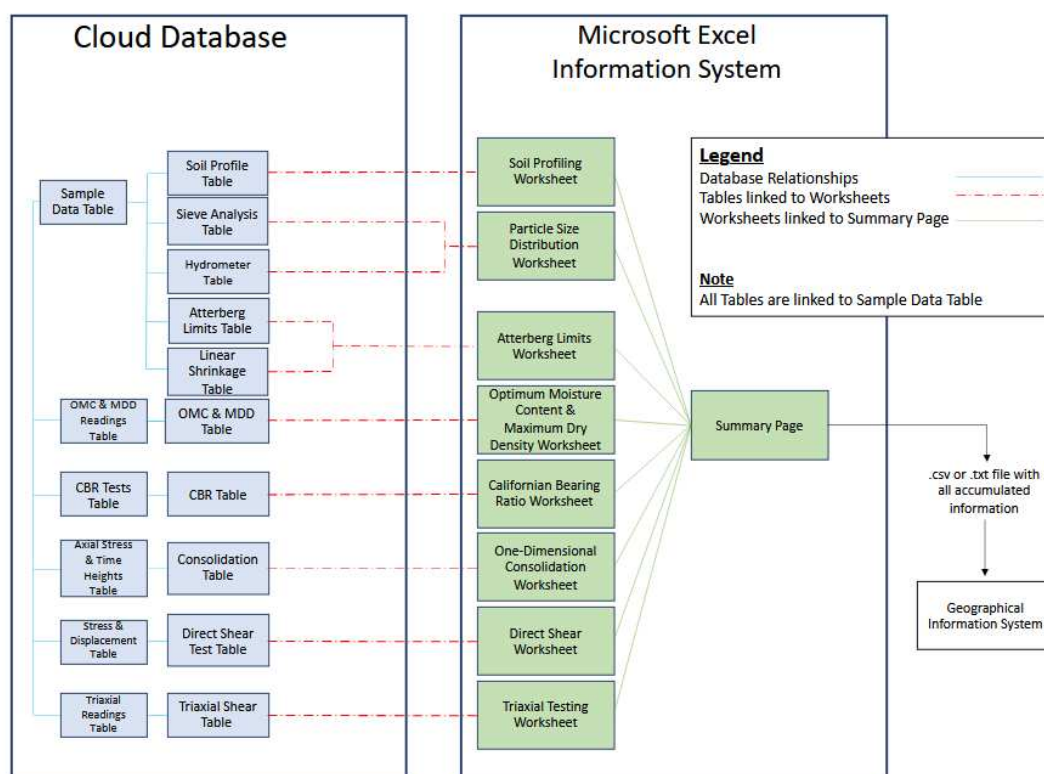 Cloud Database
Microsoft Excel
Information System
Sample
Data Table
Soil Profile
Table
Sieve Analysis
Table
Hydrometer
Table
Atterberg
Limits Table
Linear
Shrinkage
Table
OMC & MDD
Readings
Table
OMC & MDD
Table
CBR Tests
Table
CBR Table
Axial Stress
& Time
Heights
Table
Consolidation
Table
Stress &
Displacement
Table
Direct Shear
Test Table
Triaxial
Readings
Table
Triaxial Shear
Table
Soil Profiling
Worksheet
Particle Size
Distribution
Worksheet
Atterberg Limits
Worksheet
Optimum Moisture
Content &
Maximum Dry
Density Worksheet
Californian Bearing
Ratio Worksheet
One-Dimensional
Consolidation
Worksheet
Direct Shear
Worksheet
Triaxial Testing
Worksheet
Legend
Database Relationships
Tables linked to Worksheets
Worksheets linked to Summary Page
Note
All Tables are linked to Sample Data Table
Summary Page
.csv or .txt file with
all accumulated
information
Geographical
Information System